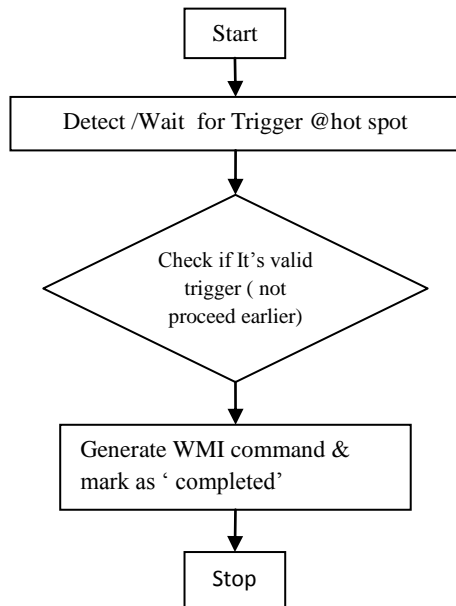 Start
Detect /Wait for Trigger @hot spot
Check if It's valid
trigger ( not
proceed earlier)
Generate WMI command &
mark as ‘ completed’
Stop